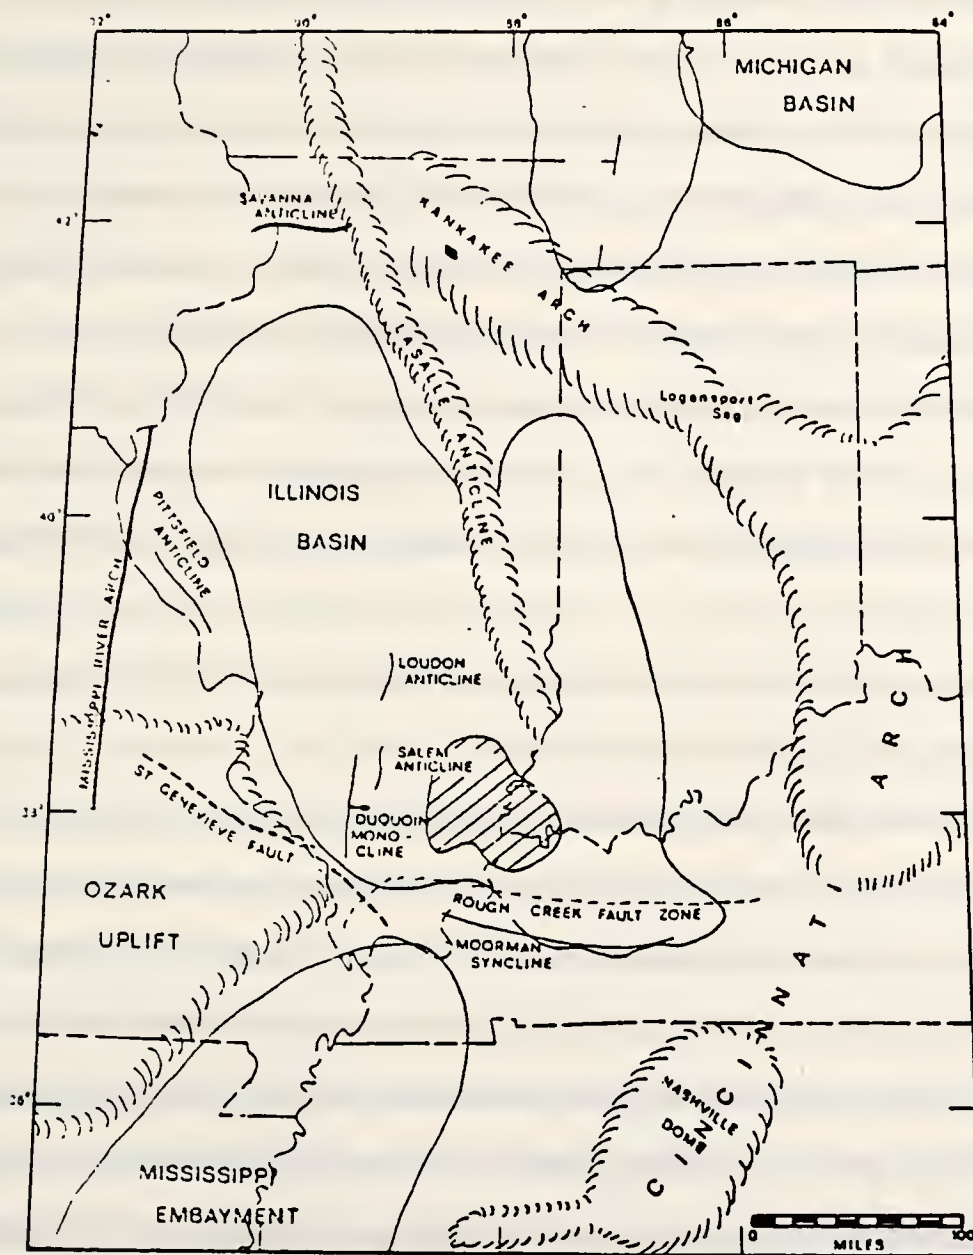 90°
88°
86°
84°
MICHIGAN
BASIN
SAVANNA
ANTICLINE
42°
KANKAKEE ARCH
LASALLE ANTICLINE
Logansport
Sag
ILLINOIS
BASIN
40°
PITTSFIELD
ANTICLINE
MISSISSIPPI RIVER ARCH
LOUDON
ANTICLINE
SALEM
ANTICLINE
ST GENEVIEVE FAULT
DUQUOIN
MONO-
CLINE
OZARK
UPLIFT
ROUGH CREEK FAULT ZONE
MOORMAN
SYNCLINE
CINCINNATI ARCH
NASHVILLE
DOME
MISSISSIPPI
EMBAYMENT
0 100
MILES